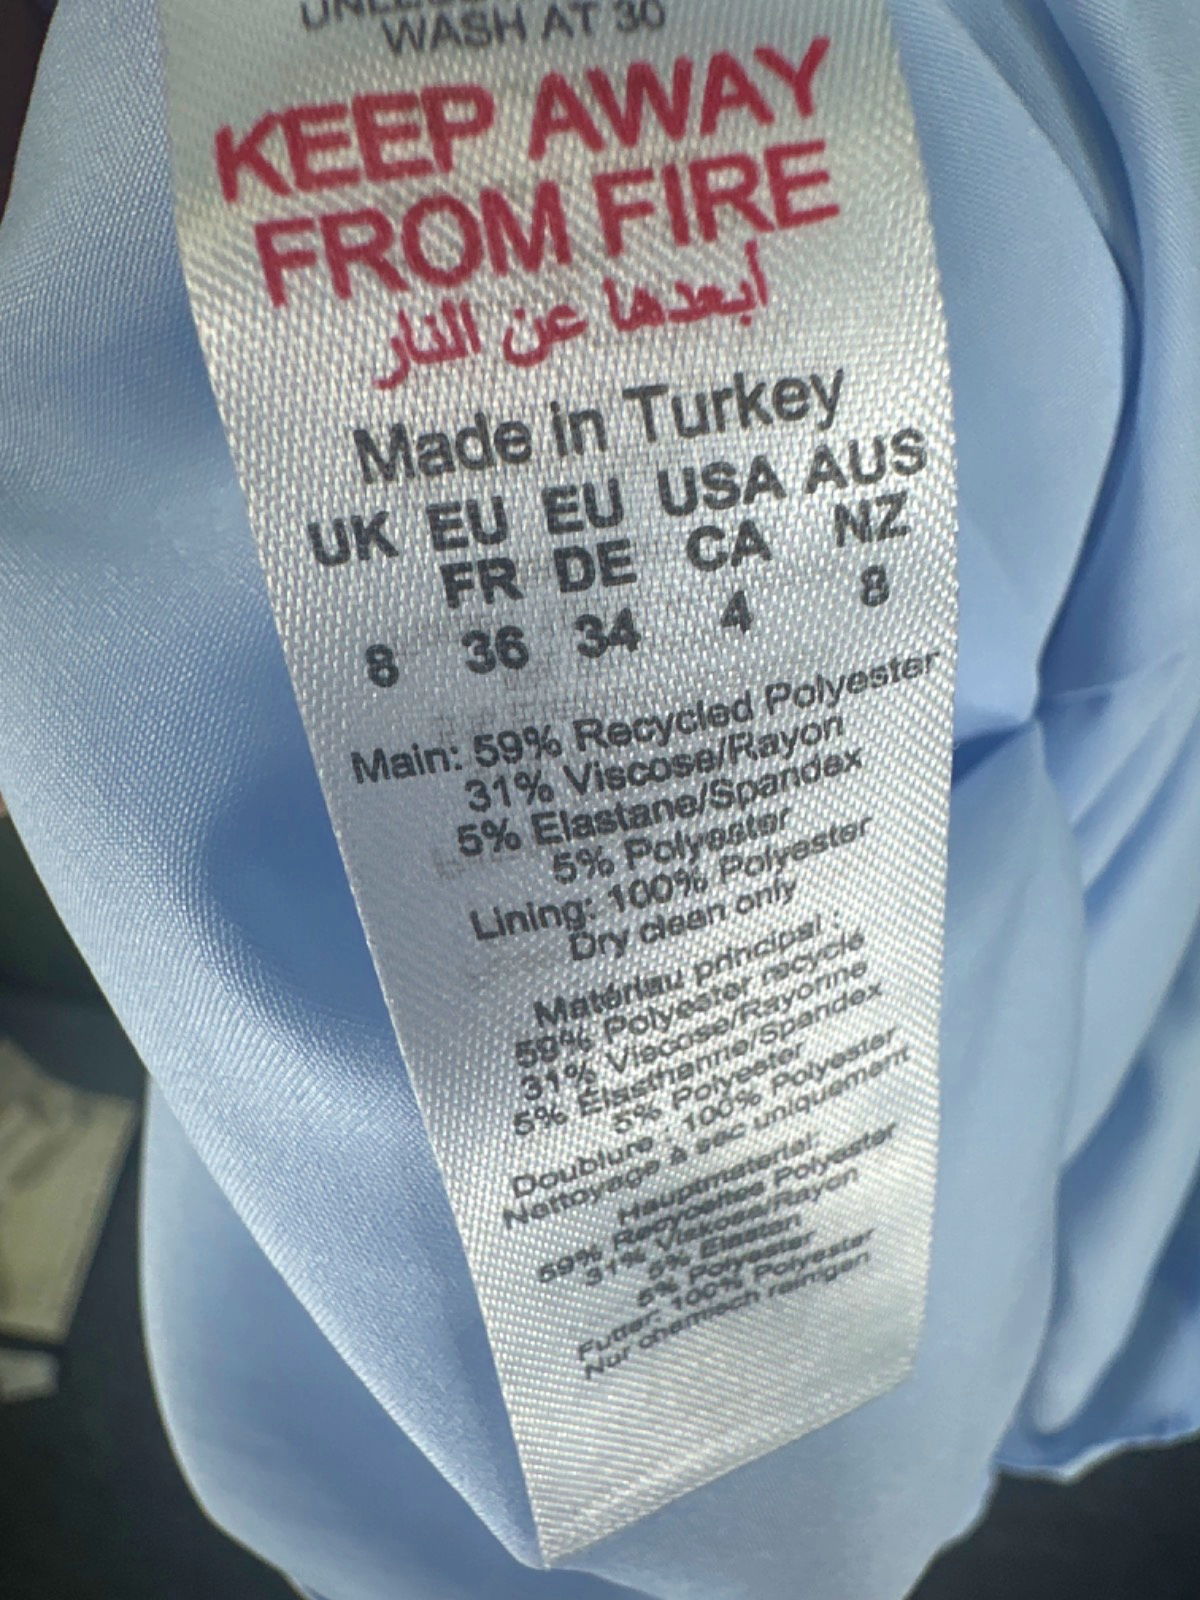 WASH AT 30
KEEP AWAY
FROM FIRE
أبعدها عن النار
Made in Turkey
UK EU EU USA AUS
FR DE CA NZ
8 36 34 4 8
Main: 59% Recycled Polyester
31% Viscose/Rayon
5% Elastane/Spandex
5% Polyester
Lining: 100% Polyester
Dry clean only
Matériau principal :
59% Polyester recyclé
31% Viscose/Rayonne
5% Élasthanne/Spandex
5% Polyester
Doublure : 100% Polyester
Nettoyage à sec uniquement
Hauptmaterial:
59% Recyceltes Polyester
31% Viskose/Rayon
5% Elastan
5% Polyester
Futter: 100% Polyester
Nur chemisch reinigen